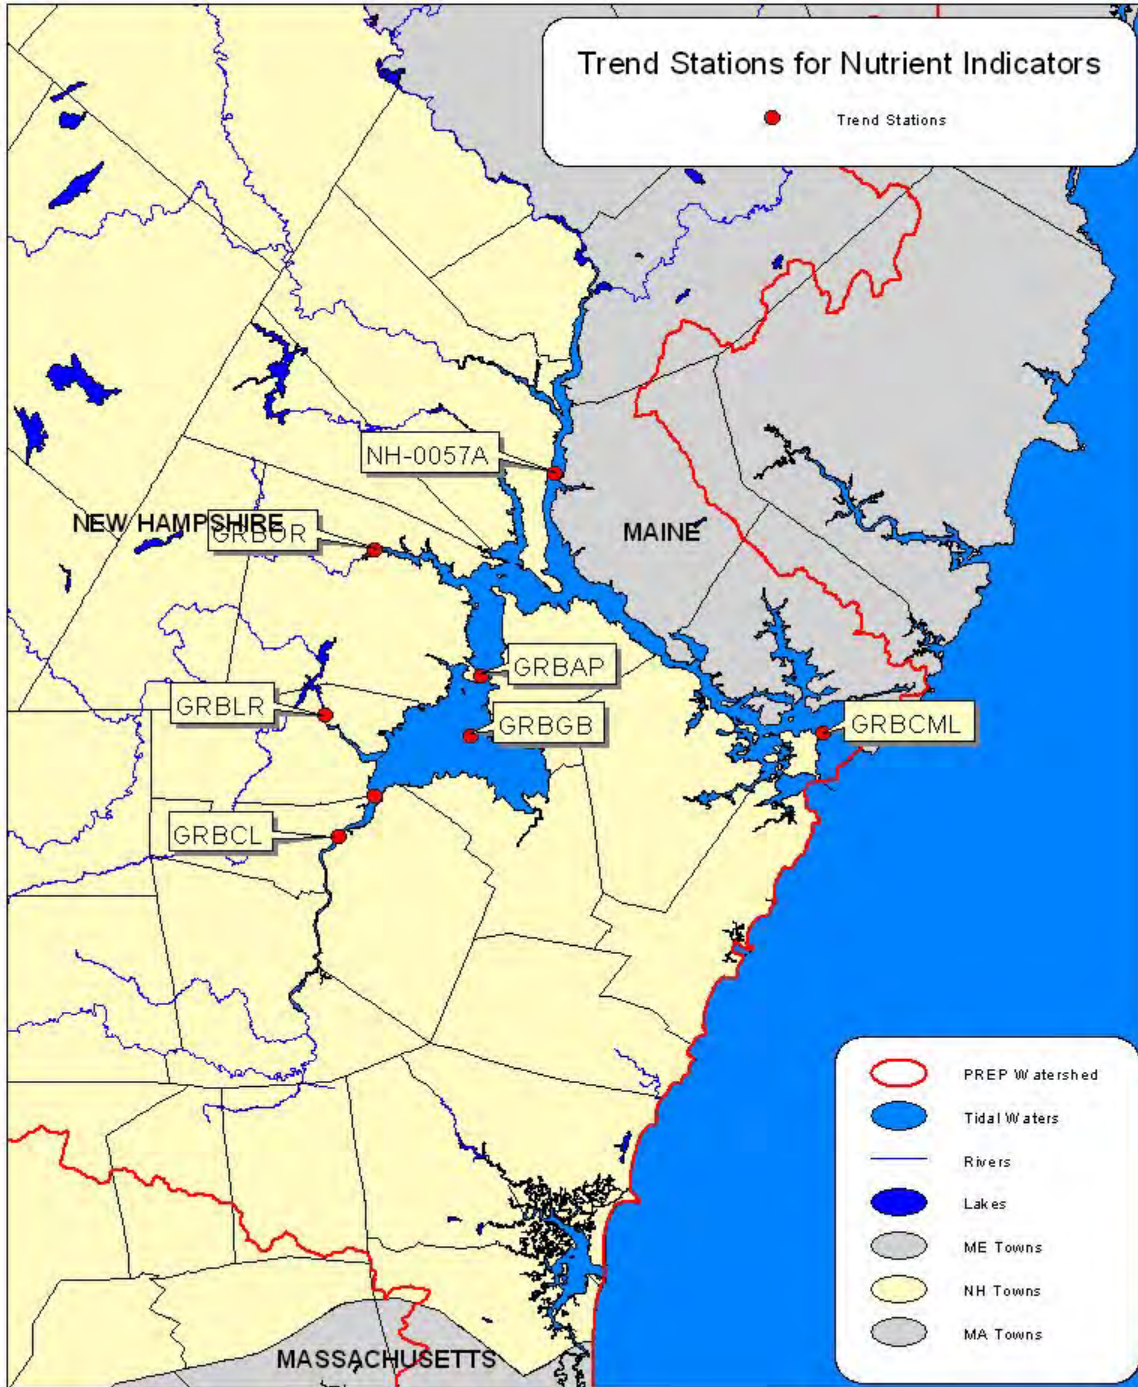 Trend Stations for Nutrient Indicators
Trend Stations
NH-0057A
NEW HAMPSHIRE
GRBOR
MAINE
GRBAP
GRBLR
GRBGB
GRBCML
GRBCL
PREP Watershed
Tidal Waters
Rivers
Lakes
ME Towns
NH Towns
MA Towns
MASSACHUSETTS